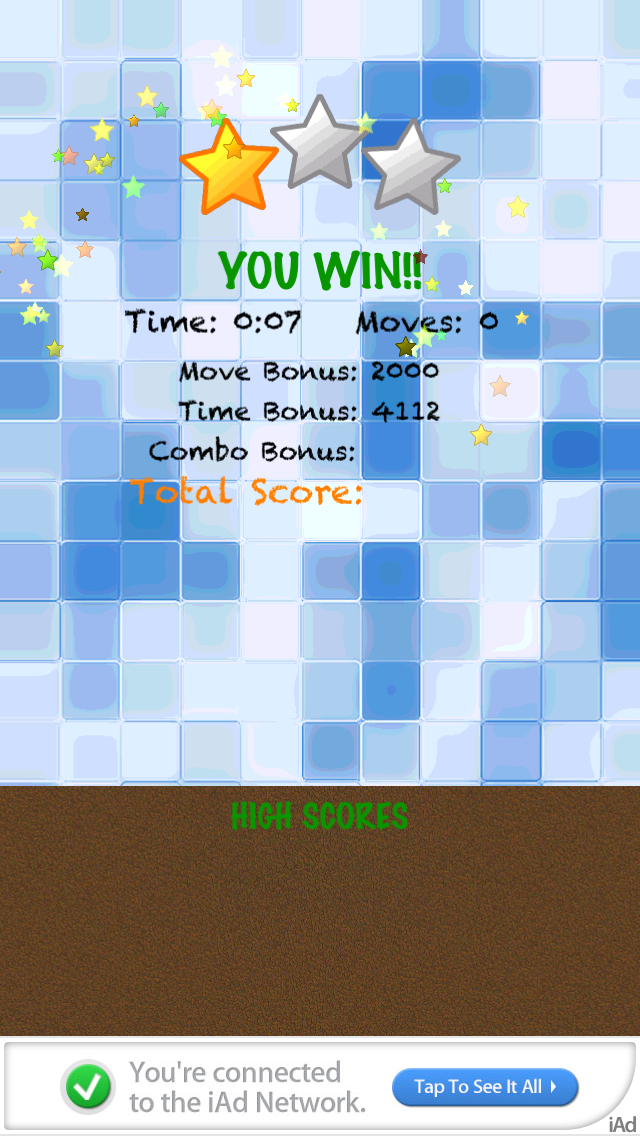 YOU WIN!!
Time: 0:07 Moves: 0
Move Bonus: 2000
Time Bonus: 4112
Combo Bonus:
Total Score:
HIGH SCORES
You're connected
to the iAd Network.
Tap To See It All
iAd